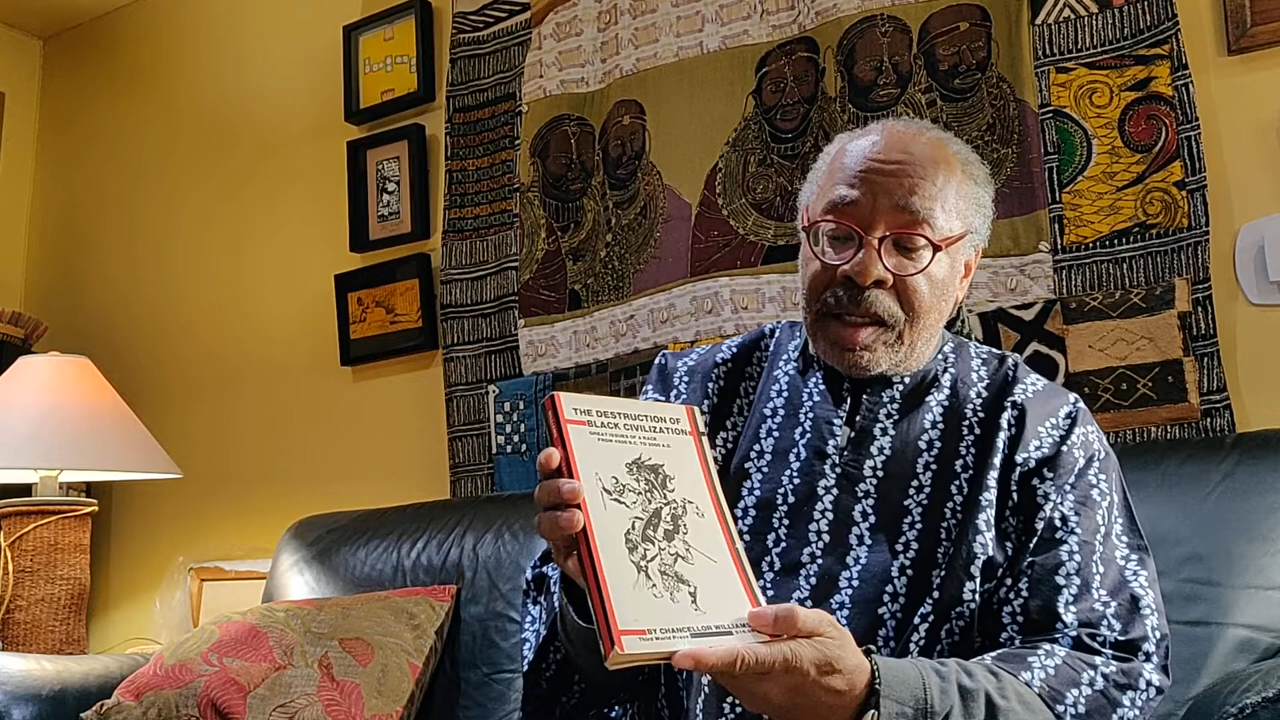 THE DESTRUCTION OF
BLACK CIVILIZATION
GREAT ISSUES OF A RACE
FROM 4500 B.C. TO 2000 A.D.
BY CHANCELLOR WILLIAMS
Third World Press